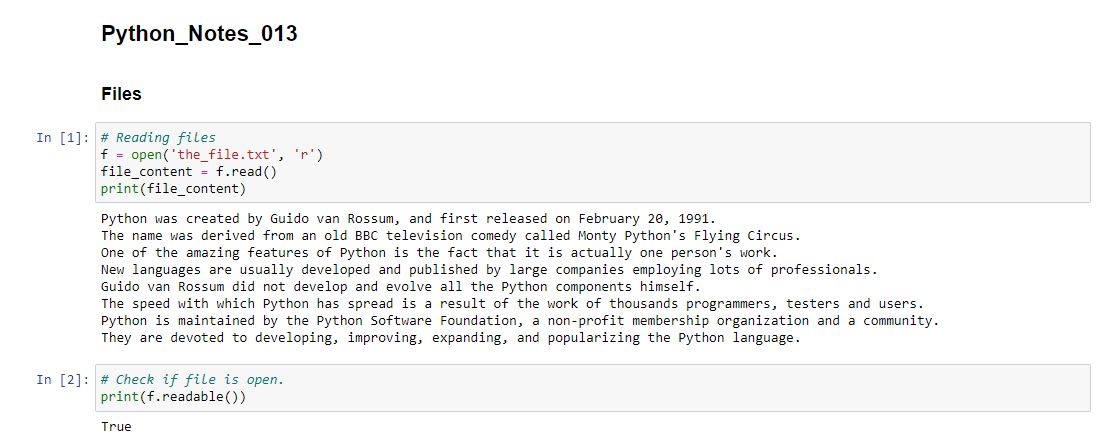 Python_Notes_013
Files
In [1]: # Reading files
f = open('the_file.txt', 'r')
file_content = f.read()
print(file_content)
Python was created by Guido van Rossum, and first released on February 20, 1991.
The name was derived from an old BBC television comedy called Monty Python's Flying Circus.
One of the amazing features of Python is the fact that it is actually one person's work.
New languages are usually developed and published by large companies employing lots of professionals.
Guido van Rossum did not develop and evolve all the Python components himself.
The speed with which Python has spread is a result of the work of thousands programmers, testers and users.
Python is maintained by the Python Software Foundation, a non-profit membership organization and a community.
They are devoted to developing, improving, expanding, and popularizing the Python language.
In [2]: # Check if file is open.
print(f.readable())
True